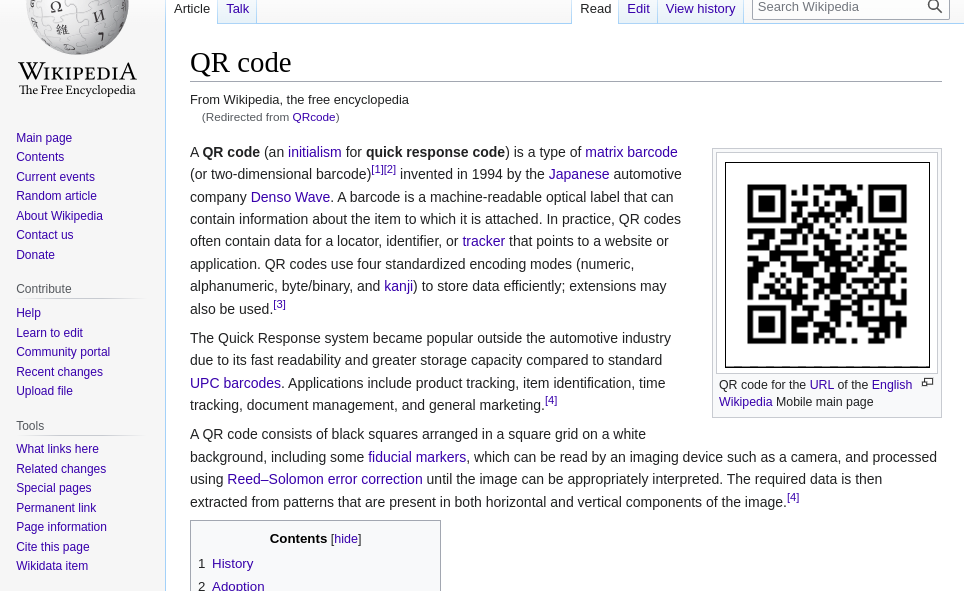 Article Talk Read Edit View history Search Wikipedia
WIKIPEDIA
The Free Encyclopedia
Main page
Contents
Current events
Random article
About Wikipedia
Contact us
Donate
Contribute
Help
Learn to edit
Community portal
Recent changes
Upload file
Tools
What links here
Related changes
Special pages
Permanent link
Page information
Cite this page
Wikidata item
QR code
From Wikipedia, the free encyclopedia
(Redirected from QRcode)
A QR code (an initialism for quick response code) is a type of matrix barcode
(or two-dimensional barcode)[1][2] invented in 1994 by the Japanese automotive
company Denso Wave. A barcode is a machine-readable optical label that can
contain information about the item to which it is attached. In practice, QR codes
often contain data for a locator, identifier, or tracker that points to a website or
application. QR codes use four standardized encoding modes (numeric,
alphanumeric, byte/binary, and kanji) to store data efficiently; extensions may
also be used.[3]
The Quick Response system became popular outside the automotive industry
due to its fast readability and greater storage capacity compared to standard
UPC barcodes. Applications include product tracking, item identification, time
tracking, document management, and general marketing.[4]
A QR code consists of black squares arranged in a square grid on a white
background, including some fiducial markers, which can be read by an imaging device such as a camera, and processed
using Reed–Solomon error correction until the image can be appropriately interpreted. The required data is then
extracted from patterns that are present in both horizontal and vertical components of the image.[4]
QR code for the URL of the English
Wikipedia Mobile main page
Contents [hide]
1 History
2 Adoption